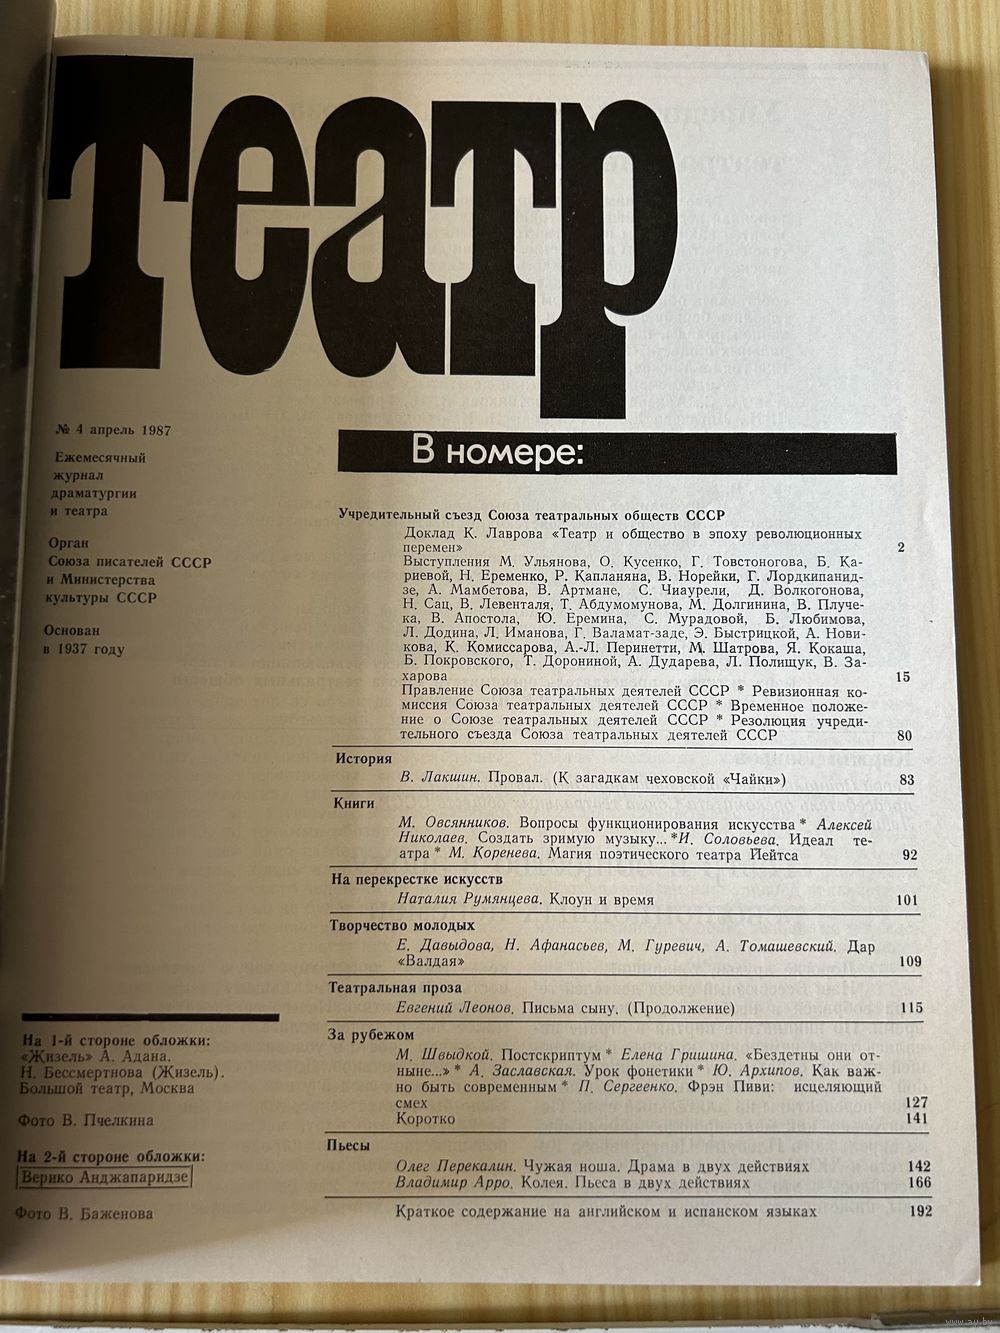 театр
№ 4 апрель 1987
Ежемесячный
журнал
драматургии
и театра
Орган
Союза писателей СССР
и Министерства
культуры СССР
Основан
в 1937 году
На 1-й стороне обложки:
«Жизель» А. Адана.
Н. Бессмертнова (Жизель).
Большой театр, Москва
Фото В. Пчелкина
На 2-й стороне обложки:
Верико Анджапаридзе
Фото В. Баженова
В номере:
Учредительный съезд Союза театральных обществ СССР
Доклад К. Лаврова «Театр и общество в эпоху революционных
перемен» 2
Выступления М. Ульянова, О. Кусенко, Г. Товстоногова, Б. Ка-
риевой, Н. Еременко, Р. Капланяна, В. Норейки, Г. Лордкипанид-
зе, А. Мамбетова, В. Артмане, С. Чиаурели, Д. Волкогонова,
Н. Сац, В. Левенталя, Т. Абдумомунова, М. Долгинина, В. Плуче-
ка, В. Апостола, Ю. Еремина, С. Мурадовой, Б. Любимова,
Л. Додина, Л. Иманова, Г. Валамат-заде, Э. Быстрицкой, А. Нови-
кова, К. Комиссарова, А.-Л. Перинетти, М. Шатрова, Я. Кокаша,
Б. Покровского, Т. Дорониной, А. Дударева, Л. Полищук, В. За-
харова 15
Правление Союза театральных деятелей СССР * Ревизионная ко-
миссия Союза театральных деятелей СССР * Временное положе-
ние о Союзе театральных деятелей СССР * Резолюция учреди-
тельного съезда Союза театральных деятелей СССР 80
История
В. Лакшин. Провал. (К загадкам чеховской «Чайки») 83
Книги
М. Овсянников. Вопросы функционирования искусства * Алексей
Николаев. Создать зримую музыку... *И. Соловьева. Идеал те-
атра * М. Коренева. Магия поэтического театра Йейтса 92
На перекрестке искусств
Наталия Румянцева. Клоун и время 101
Творчество молодых
Е. Давыдова, Н. Афанасьев, М. Гуревич, А. Томашевский. Дар
«Валдая» 109
Театральная проза
Евгений Леонов. Письма сыну. (Продолжение) 115
За рубежом
М. Швыдкой. Постскриптум * Елена Гришина. «Бездетны они от-
ныне...» * А. Заславская. Урок фонетики * Ю. Архипов. Как важ-
но быть современным * П. Сергеенко. Фрэн Пиви: исцеляющий
смех 127
Коротко 141
Пьесы
Олег Перекалин. Чужая ноша. Драма в двух действиях 142
Владимир Арро. Колея. Пьеса в двух действиях 166
Краткое содержание на английском и испанском языках 192
www.ay.by